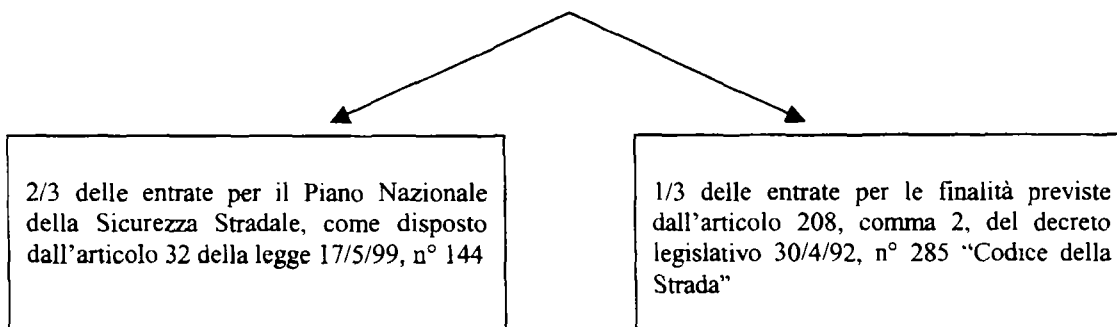 2/3 delle entrate per il Piano Nazionale
della Sicurezza Stradale, come disposto
dall'articolo 32 della legge 17/5/99, n° 144
1/3 delle entrate per le finalità previste
dall'articolo 208, comma 2, del decreto
legislativo 30/4/92, n° 285 “Codice della
Strada”